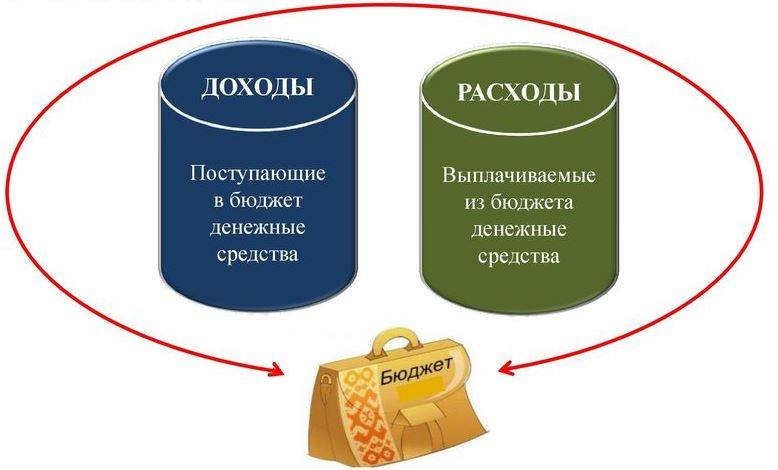 ДОХОДЫ
Поступающие
в бюджет
денежные
средства
РАСХОДЫ
Выплачиваемые
из бюджета
денежные
средства
Бюджет